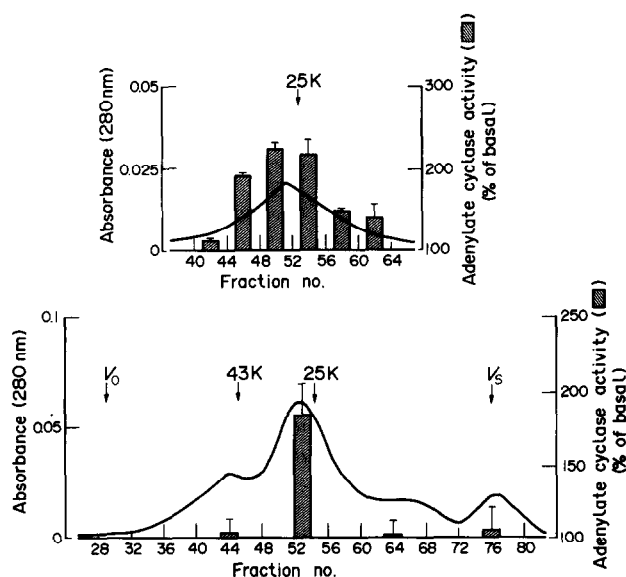 Absorbance (280 nm)
0.05
0.025
0
25K
300
200
100
Adenylate cyclase activity ( )
(% of basal)
40 44 48 52 56 60 64
Fraction no.
Absorbance (280 nm)
0.1
0.05
0
V₀
43K
25K
Vs
250
200
150
100
Adenylate cyclase activity ( )
(% of basal)
28 36 44 48 52 56 60 64 72 76 80
Fraction no.